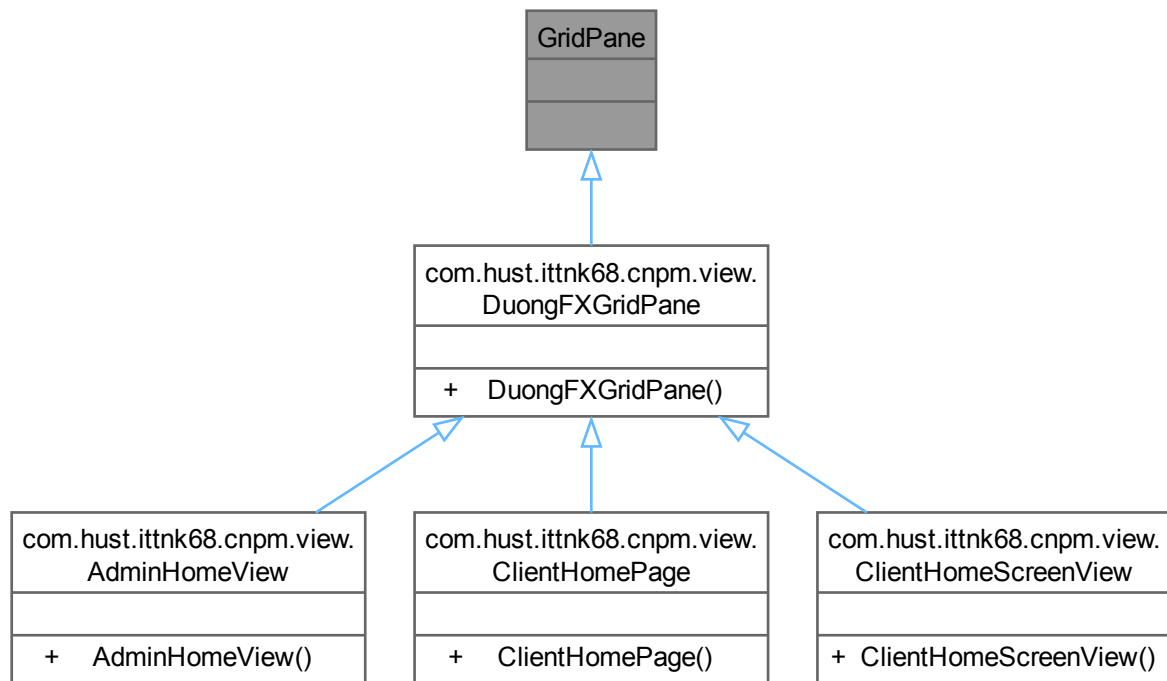 GridPane
com.hust.ittnk68.cnpm.view.
DuongFXGridPane
+ DuongFXGridPane()
com.hust.ittnk68.cnpm.view.
AdminHomeView
+ AdminHomeView()
com.hust.ittnk68.cnpm.view.
ClientHomePage
+ ClientHomePage()
com.hust.ittnk68.cnpm.view.
ClientHomeScreenView
+ ClientHomeScreenView()